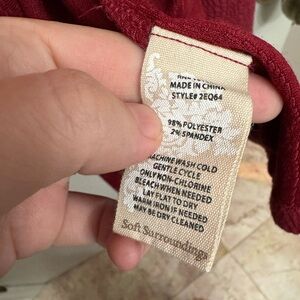 MADE IN CHINA
STYLE# 2EQ64
98% POLYESTER
2% SPANDEX
MACHINE WASH COLD
GENTLE CYCLE
ONLY NON-CHLORINE
BLEACH WHEN NEEDED
LAY FLAT TO DRY
WARM IRON IF NEEDED
MAY BE DRY CLEANED
Soft Surroundings